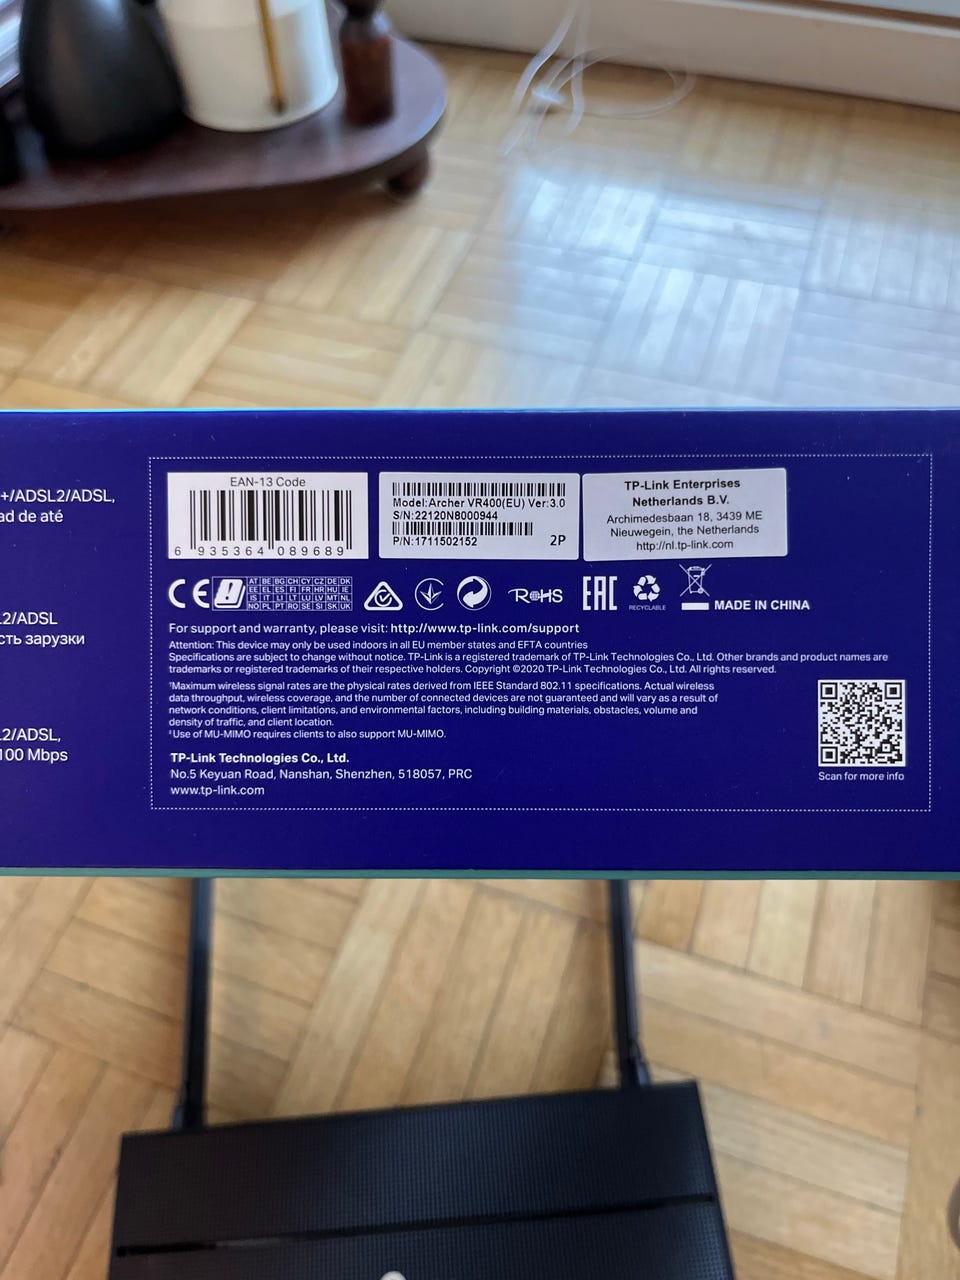 +/ADSL2/ADSL,
ad de até
L2/ADSL
сть зарузки
L2/ADSL,
100 Mbps
EAN-13 Code
6 935364 089689
Model:Archer VR400(EU) Ver:3.0
S/N:22120N8000944
P/N:1711502152 2P
TP-Link Enterprises
Netherlands B.V.
Archimedesbaan 18, 3439 ME
Nieuwegein, the Netherlands
http://nl.tp-link.com
CE
AT BE BG CH CY CZ DE DK
EE EL ES FI FR HR HU IE
IS IT LI LT LU LV MT NL
NO PL PT RO SE SI SK UK
RoHS
EAC
RECYCLABLE
MADE IN CHINA
For support and warranty, please visit: http://www.tp-link.com/support
Attention: This device may only be used indoors in all EU member states and EFTA countries
Specifications are subject to change without notice. TP-Link is a registered trademark of TP-Link Technologies Co., Ltd. Other brands and product names are
trademarks or registered trademarks of their respective holders. Copyright ©2020 TP-Link Technologies Co., Ltd. All rights reserved.
†Maximum wireless signal rates are the physical rates derived from IEEE Standard 802.11 specifications. Actual wireless
data throughput, wireless coverage, and the number of connected devices are not guaranteed and will vary as a result of
network conditions, client limitations, and environmental factors, including building materials, obstacles, volume and
density of traffic, and client location.
‡Use of MU-MIMO requires clients to also support MU-MIMO.
TP-Link Technologies Co., Ltd.
No.5 Keyuan Road, Nanshan, Shenzhen, 518057, PRC
www.tp-link.com
Scan for more info